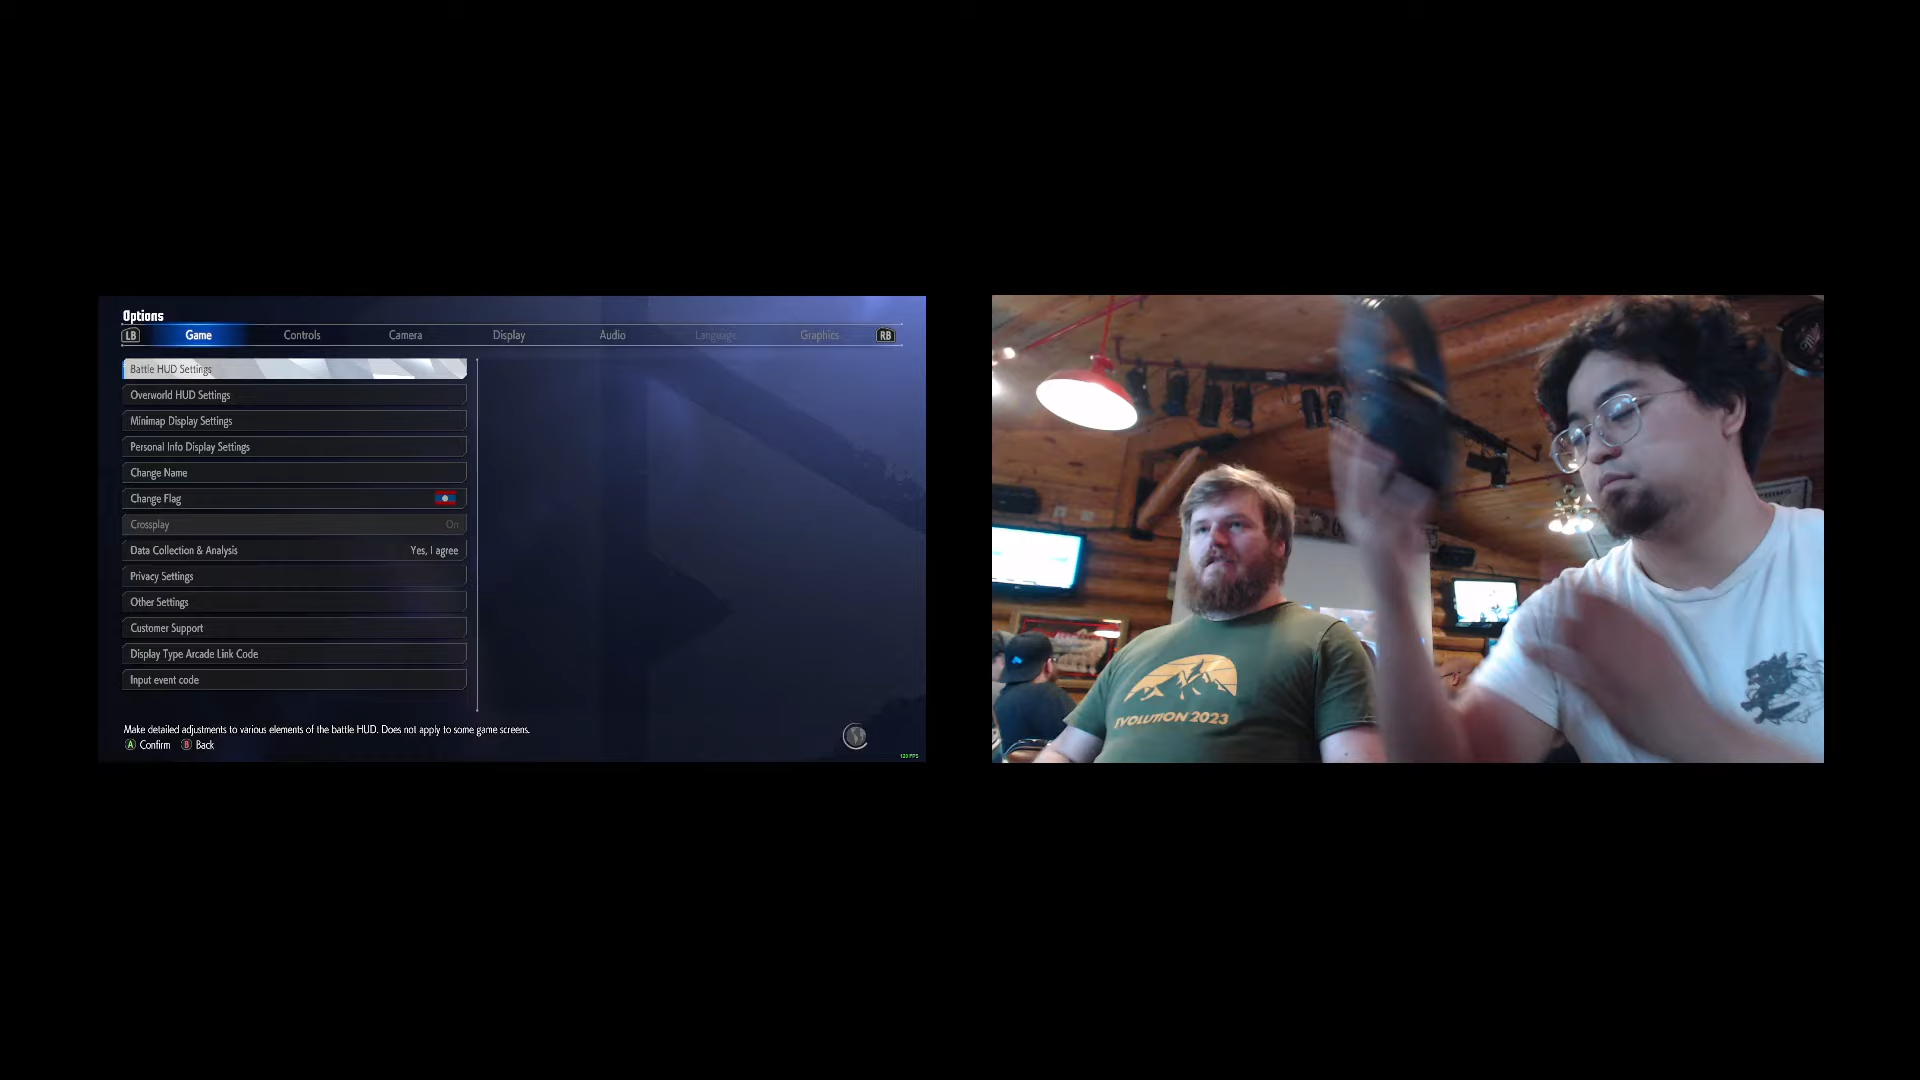 Options
LB Game Controls Camera Display Audio Language Graphics RB
Battle HUD Settings
Overworld HUD Settings
Minimap Display Settings
Personal Info Display Settings
Change Name
Change Flag
Crossplay On
Data Collection & Analysis Yes, I agree
Privacy Settings
Other Settings
Customer Support
Display Type Arcade Link Code
Input event code
Make detailed adjustments to various elements of the battle HUD. Does not apply to some game screens.
A Confirm B Back
120 FPS
EVOLUTION 2023